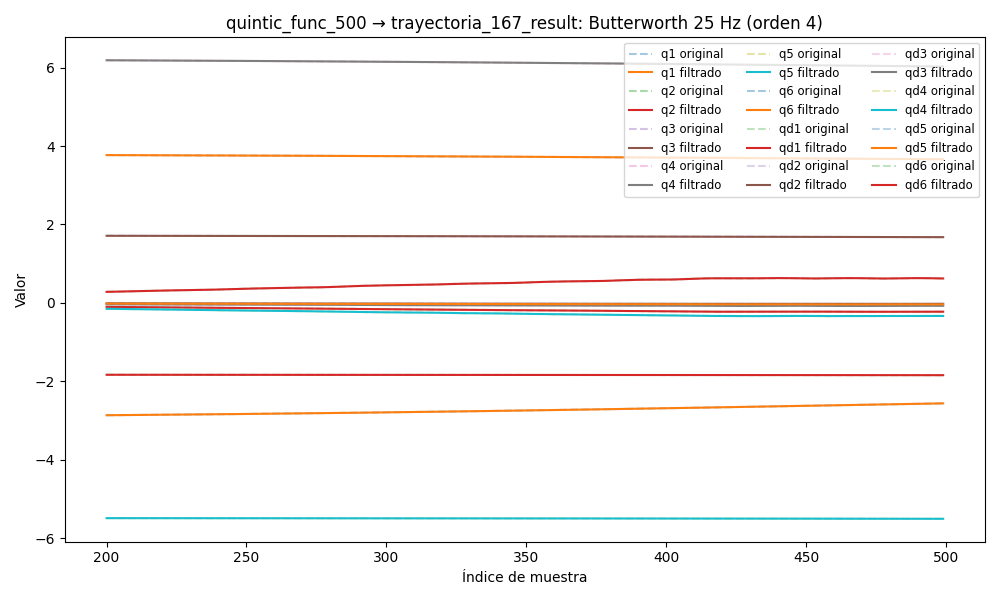 quintic_func_500 → trayectoria_167_result: Butterworth 25 Hz (orden 4)
q1 original
q1 filtrado
q2 original
q2 filtrado
q3 original
q3 filtrado
q4 original
q4 filtrado
q5 original
q5 filtrado
q6 original
q6 filtrado
qd1 original
qd1 filtrado
qd2 original
qd2 filtrado
qd3 original
qd3 filtrado
qd4 original
qd4 filtrado
qd5 original
qd5 filtrado
qd6 original
qd6 filtrado
Valor
6
4
2
0
−2
−4
−6
200
250
300
350
400
450
500
Índice de muestra